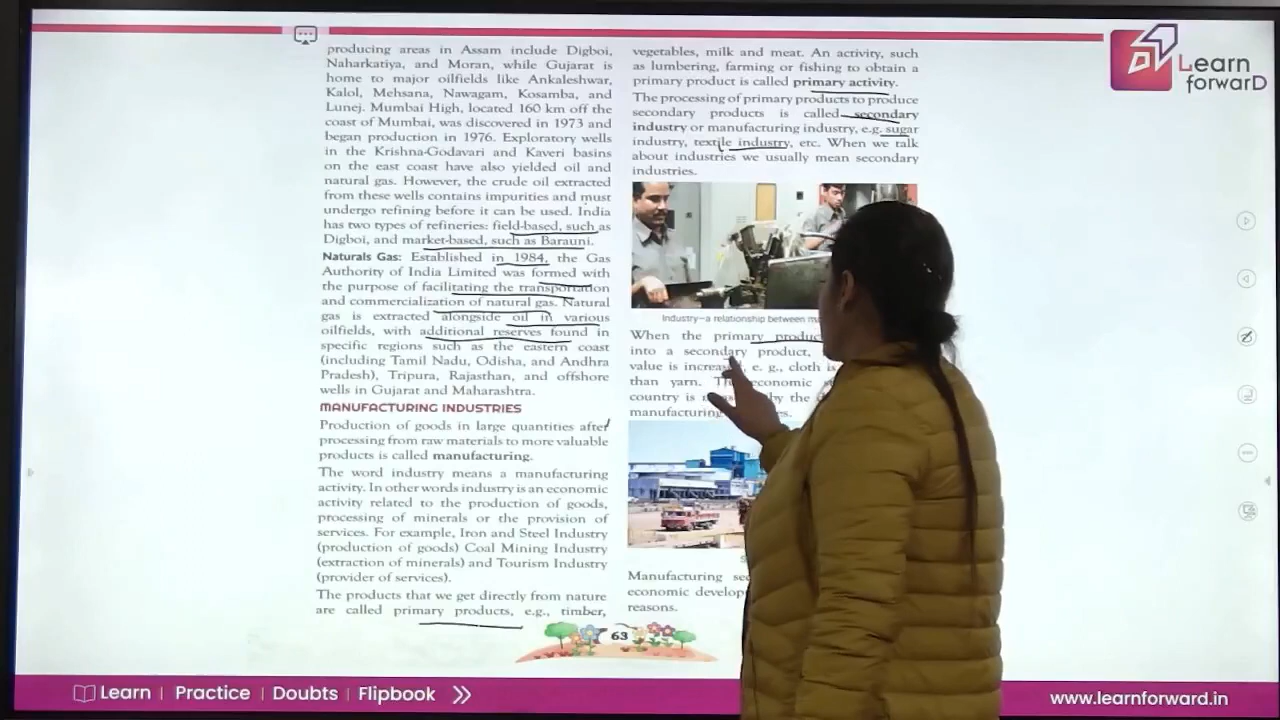 Learn
forwarD
producing areas in Assam include Digboi,
Naharkatiya, and Moran, while Gujarat is
home to major oilfields like Ankaleshwar,
Kalol, Mehsana, Nawagam, Kosamba, and
Lunej. Mumbai High, located 160 km off the
coast of Mumbai, was discovered in 1973 and
began production in 1976. Exploratory wells
in the Krishna-Godavari and Kaveri basins
on the east coast have also yielded oil and
natural gas. However, the crude oil extracted
from these wells contains impurities and must
undergo refining before it can be used. India
has two types of refineries: field-based, such as
Digboi, and market-based, such as Barauni.
Naturals Gas: Established in 1984, the Gas
Authority of India Limited was formed with
the purpose of facilitating the transportation
and commercialization of natural gas. Natural
gas is extracted alongside oil in various
oilfields, with additional reserves found in
specific regions such as the eastern coast
(including Tamil Nadu, Odisha, and Andhra
Pradesh), Tripura, Rajasthan, and offshore
wells in Gujarat and Maharashtra.
MANUFACTURING INDUSTRIES
Production of goods in large quantities after
processing from raw materials to more valuable
products is called manufacturing.
The word industry means a manufacturing
activity. In other words industry is an economic
activity related to the production of goods,
processing of minerals or the provision of
services. For example, Iron and Steel Industry
(production of goods) Coal Mining Industry
(extraction of minerals) and Tourism Industry
(provider of services).
The products that we get directly from nature
are called primary products, e.g., timber,
vegetables, milk and meat. An activity, such
as lumbering, farming or fishing to obtain a
primary product is called primary activity.
The processing of primary products to produce
secondary products is called secondary
industry or manufacturing industry, e.g. sugar
industry, textile industry, etc. When we talk
about industries we usually mean secondary
industries.
Industry—a relationship between
When the primary
into a secondary product,
value is e. g., cloth is
than yarn. economic
country is by the
manufacturing
Manufacturing
economic
reasons.
63
Learn | Practice | Doubts | Flipbook
www.learnforward.in